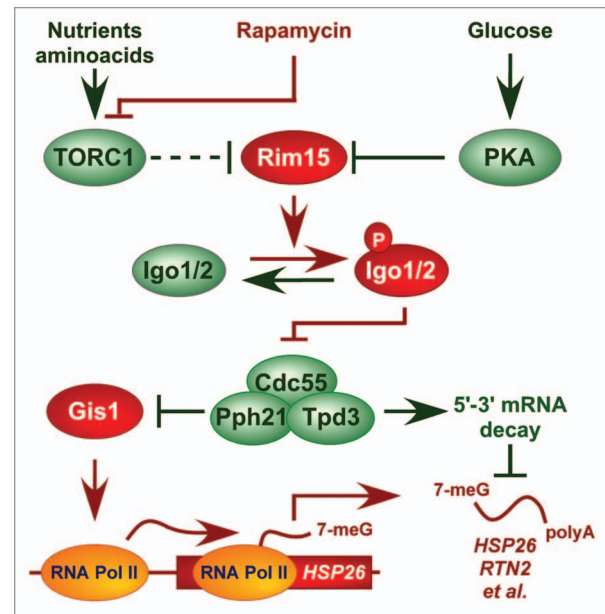 Nutrients
aminoacids
Rapamycin
Glucose
TORC1
Rim15
PKA
Igo1/2
P
Igo1/2
Cdc55
Pph21
Tpd3
Gis1
5'-3' mRNA
decay
7-meG
7-meG
polyA
RNA Pol II
RNA Pol II
HSP26
HSP26
RTN2
et al.